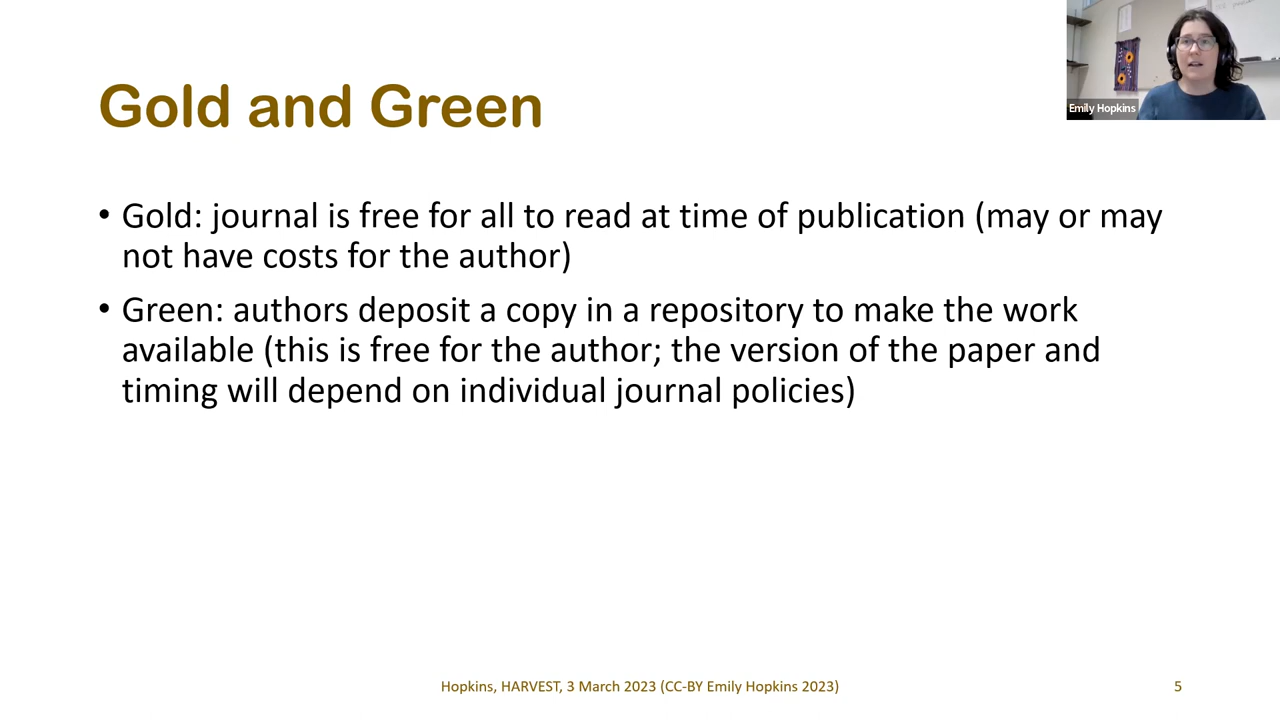 Gold and Green
Emily Hopkins
• Gold: journal is free for all to read at time of publication (may or may
not have costs for the author)
• Green: authors deposit a copy in a repository to make the work
available (this is free for the author; the version of the paper and
timing will depend on individual journal policies)
Hopkins, HARVEST, 3 March 2023 (CC-BY Emily Hopkins 2023)
5